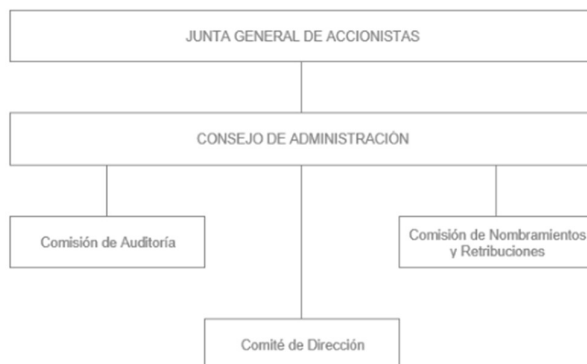 JUNTA GENERAL DE ACCIONISTAS
CONSEJO DE ADMINISTRACIÓN
Comisión de Auditoría
Comisión de Nombramientos
y Retribuciones
Comité de Dirección